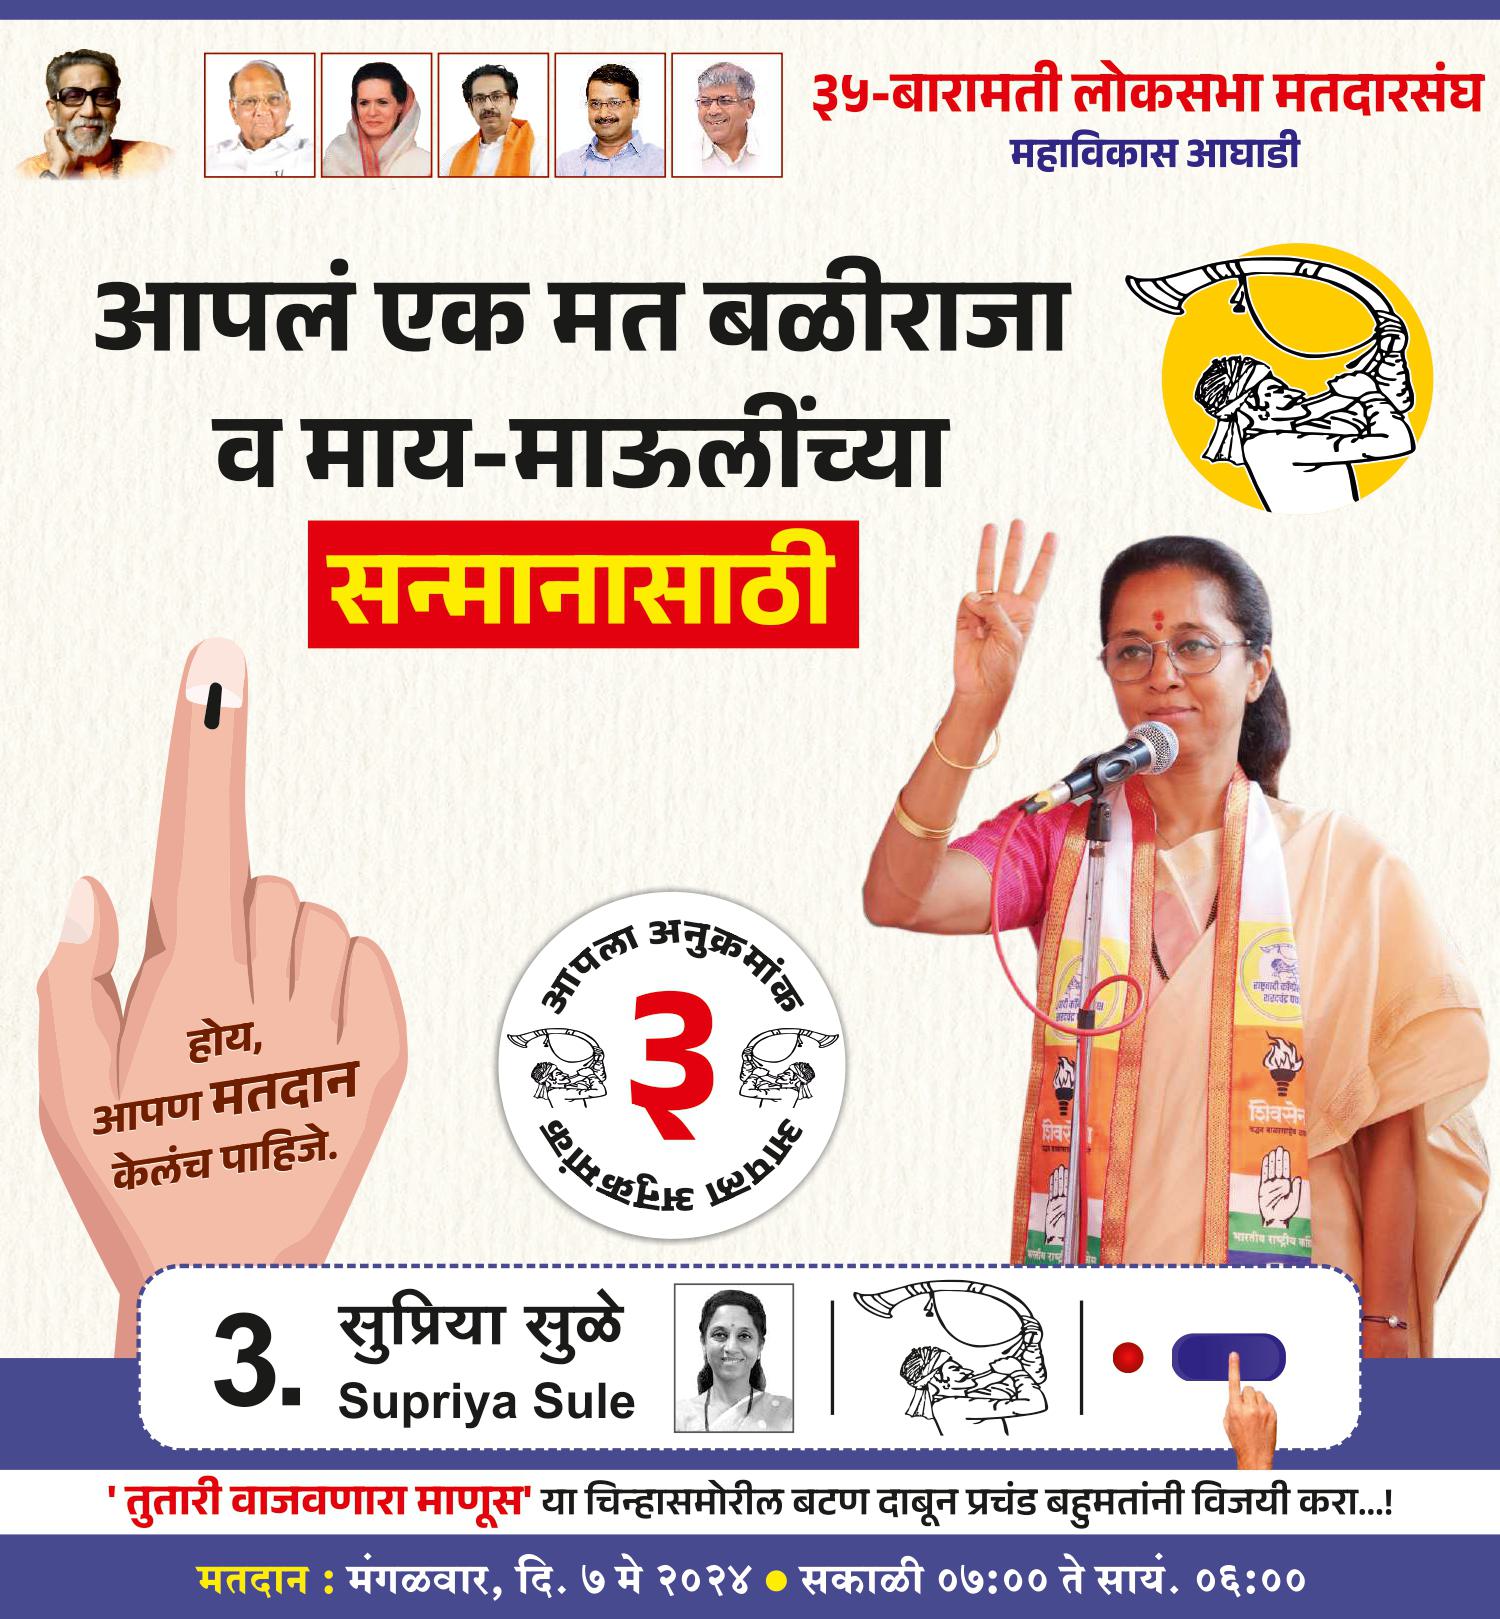 ३५-बारामती लोकसभा मतदारसंघ
महाविकास आघाडी
आपलं एक मत बळीराजा
व माय-माऊलींच्या
सन्मानासाठी
होय,
आपण मतदान
केलंच पाहिजे.
आपला अनुक्रमांक
३
आपला अनुक्रमांक
शिवसेना
भारतीय राष्ट्रीय
3.
सुप्रिया सुळे
Supriya Sule
'तुतारी वाजवणारा माणूस' या चिन्हासमोरील बटण दाबून प्रचंड बहुमतांनी विजयी करा...!
मतदान : मंगळवार, दि. ७ मे २०२४ ● सकाळी ०७:०० ते सायं. ०६:००